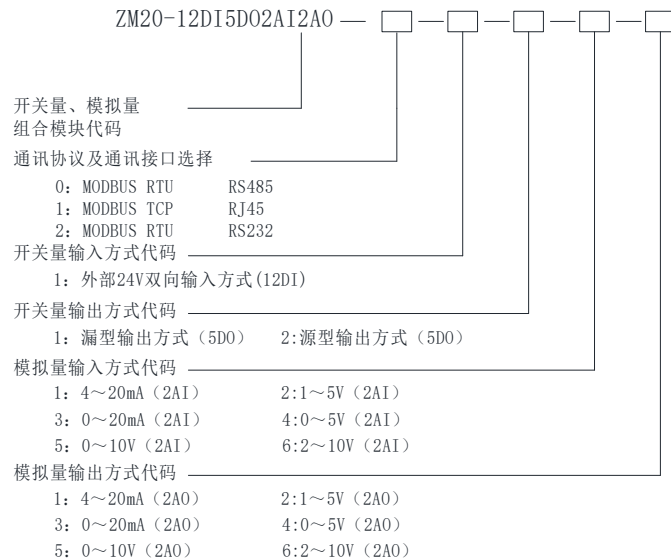 ZM20-12DI5DO2AI2AO —
开关量、模拟量
组合模块代码
通讯协议及通讯接口选择
0: MODBUS RTU RS485
1: MODBUS TCP RJ45
2: MODBUS RTU RS232
开关量输入方式代码
1: 外部24V双向输入方式(12DI)
开关量输出方式代码
1: 漏型输出方式（5DO） 2:源型输出方式（5DO）
模拟量输入方式代码
1: 4～20mA（2AI） 2:1～5V（2AI）
3: 0～20mA（2AI） 4:0～5V（2AI）
5: 0～10V（2AI） 6:2～10V（2AI）
模拟量输出方式代码
1: 4～20mA（2AO） 2:1～5V（2AO）
3: 0～20mA（2AO） 4:0～5V（2AO）
5: 0～10V（2AO） 6:2～10V（2AO）